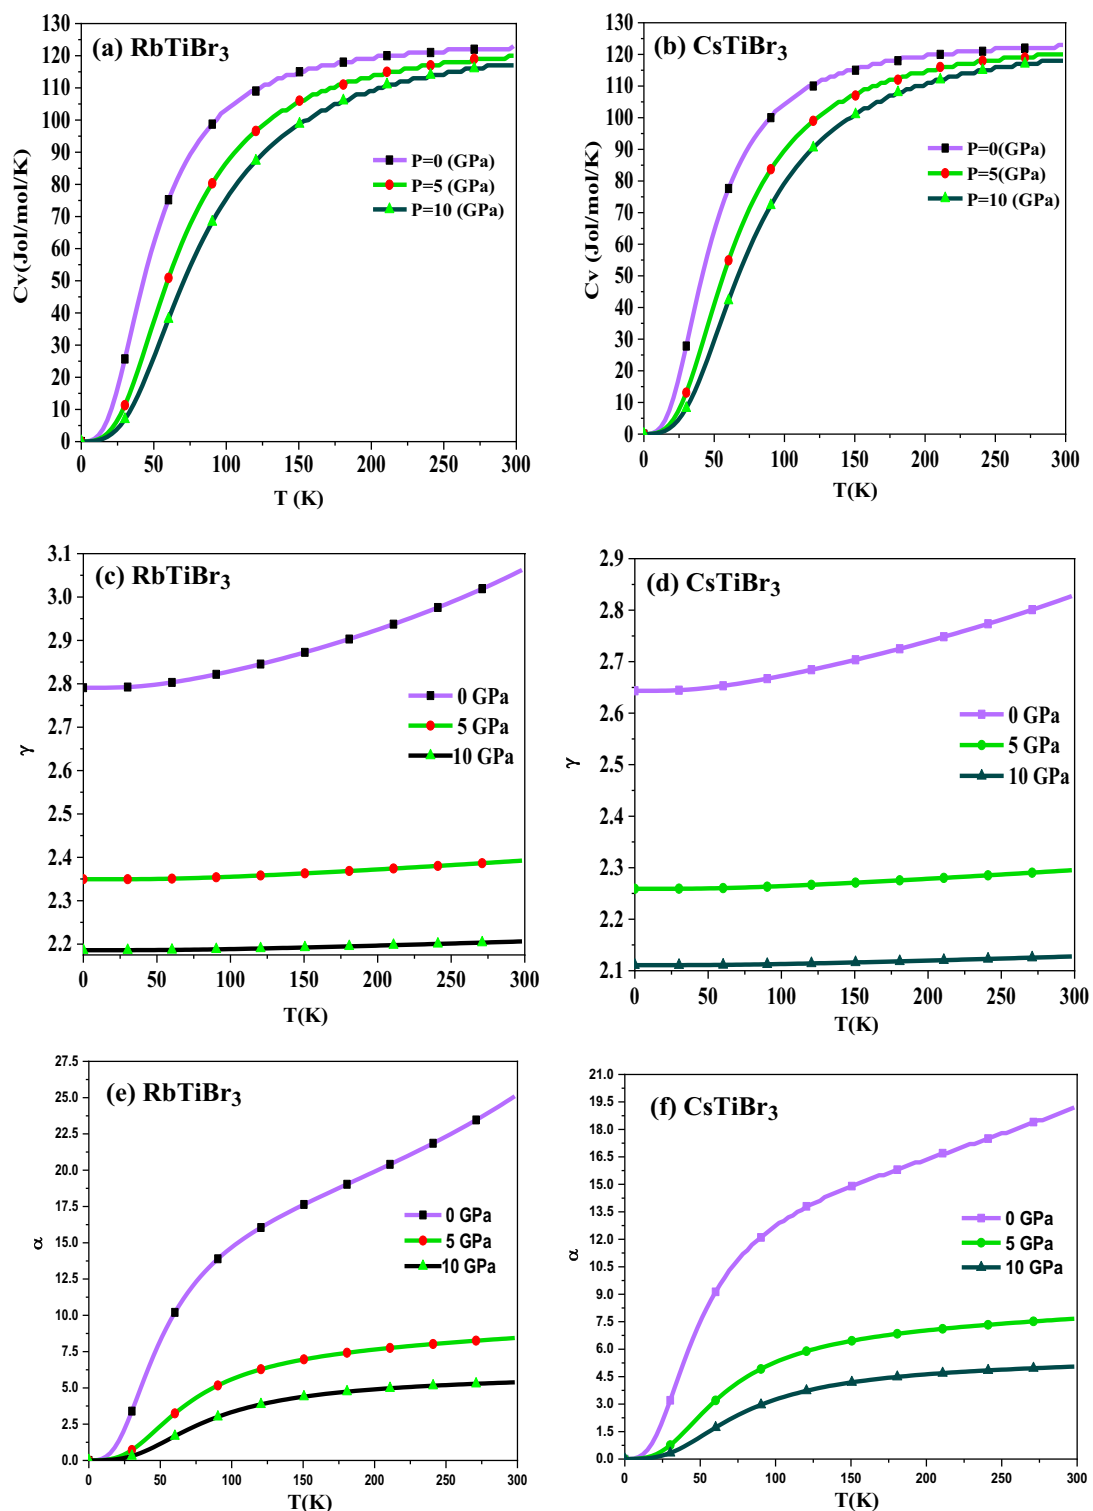 (a) RbTiBr3
130
120
110
100
90
80
70
60
50
40
30
20
10
0
Cv(Jol/mol/K)
P=0 (GPa)
P=5 (GPa)
P=10 (GPa)
0 50 100 150 200 250 300
T (K)
(b) CsTiBr3
130
120
110
100
90
80
70
60
50
40
30
20
10
0
Cv (Jol/mol/K)
P=0(GPa)
P=5(GPa)
P=10 (GPa)
0 50 100 150 200 250 300
T(K)
(c) RbTiBr3
3.1
3.0
2.9
2.8
2.7
2.6
2.5
2.4
2.3
2.2
γ
0 GPa
5 GPa
10 GPa
0 50 100 150 200 250 300
T(K)
(d) CsTiBr3
2.9
2.8
2.7
2.6
2.5
2.4
2.3
2.2
2.1
γ
0 GPa
5 GPa
10 GPa
0 50 100 150 200 250 300
T(K)
(e) RbTiBr3
27.5
25.0
22.5
20.0
17.5
15.0
12.5
10.0
7.5
5.0
2.5
0.0
α
0 GPa
5 GPa
10 GPa
0 50 100 150 200 250 300
T(K)
(f) CsTiBr3
21.0
19.5
18.0
16.5
15.0
13.5
12.0
10.5
9.0
7.5
6.0
4.5
3.0
1.5
0.0
α
0 GPa
5 GPa
10 GPa
0 50 100 150 200 250 300
T(K)